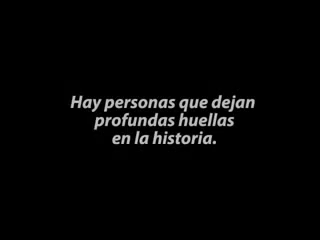 Hay personas que dejan
profundas huellas
en la historia.